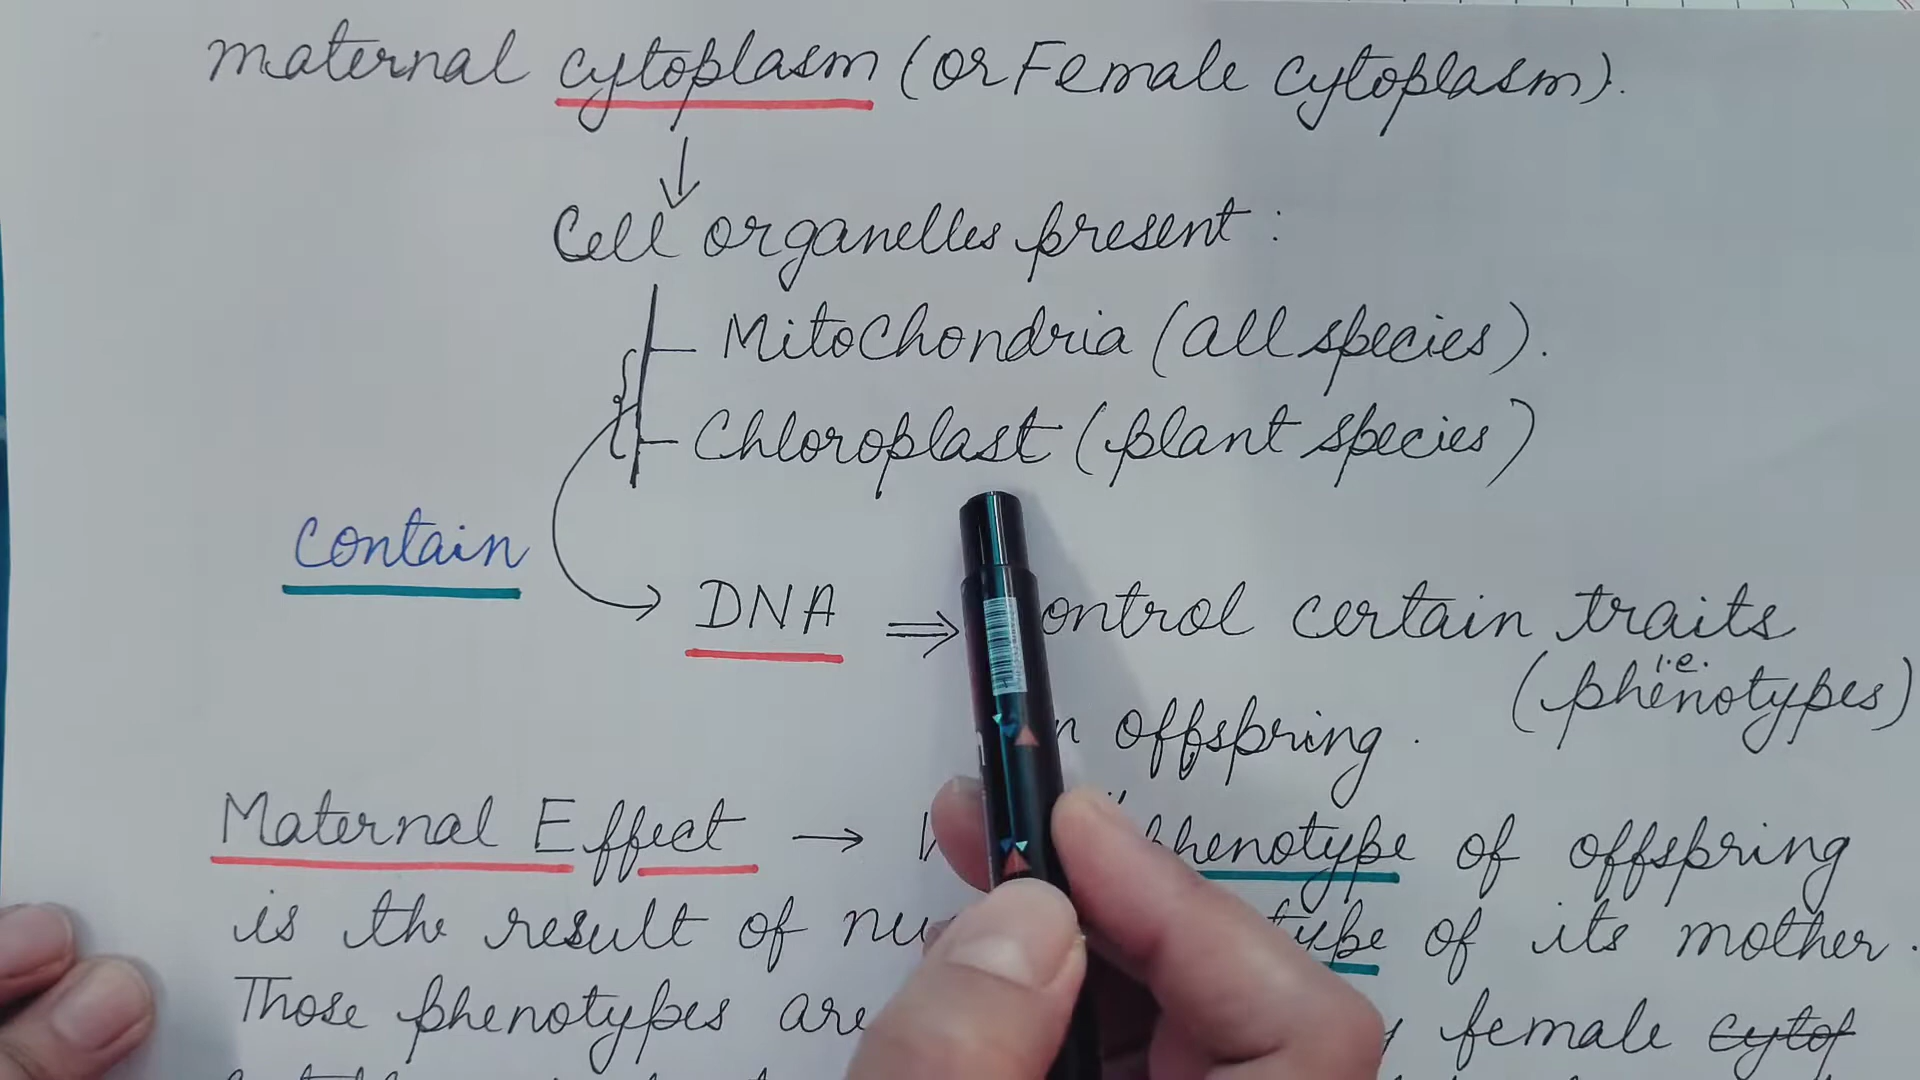 maternal cytoplasm (or Female cytoplasm).
Cell organelles present :
Mitochondria (all species).
Chloroplast (plant species)
Contain
DNA ⇒ ontrol certain traits
(i.e. phenotypes)
n offspring.
Maternal Effect → phenotype of offspring
is the result of nu type of its mother.
Those phenotypes are female cytop